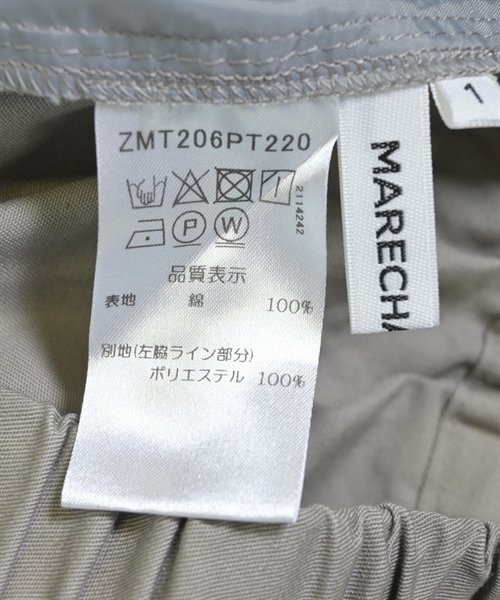 ZMT206PT220
2114242
P W
品質表示
表地 綿 100%
別地(左脇ライン部分)
ポリエステル 100%
MARECHA
1